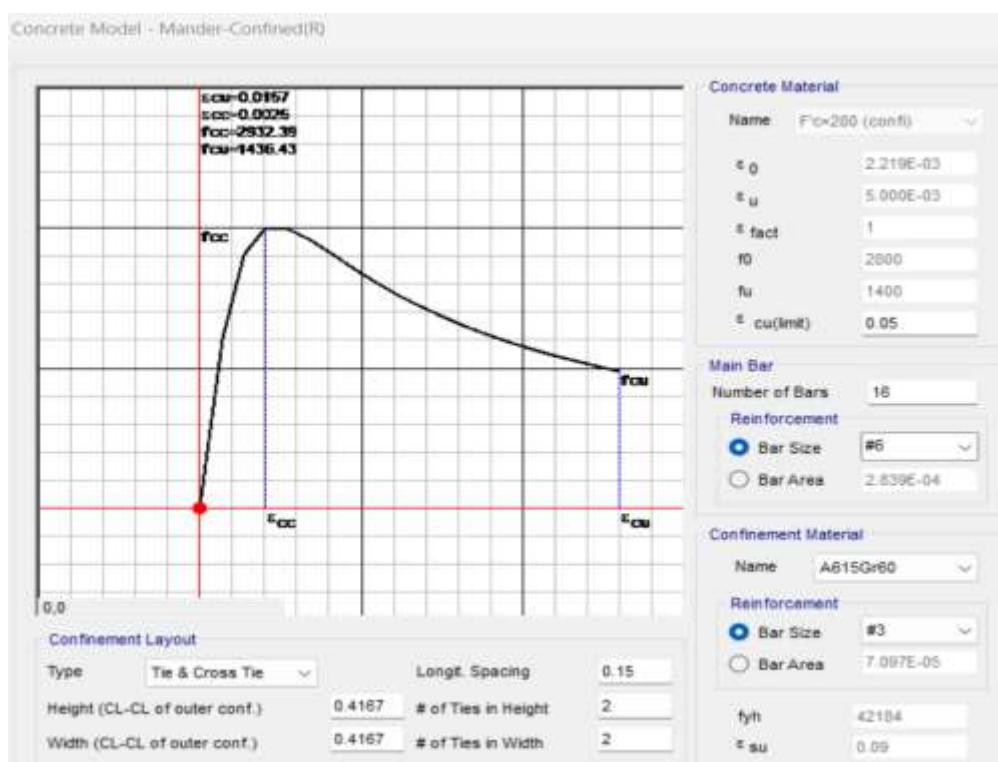 Concrete Model - Mander-Confined(R)
εcu=0.0157
εcc=0.0026
fcc=2932.39
fcu=1436.43
fcc
fcu
εcc
εcu
0,0
Concrete Material
Name F'c=280 (confi)
ε 0 2.219E-03
ε u 5.000E-03
ε fact 1
f0 2800
fu 1400
ε cu(limit) 0.05
Main Bar
Number of Bars 16
Reinforcement
Bar Size #6
Bar Area 2.839E-04
Confinement Material
Name A615Gr60
Reinforcement
Bar Size #3
Bar Area 7.097E-05
fyh 42184
ε su 0.09
Confinement Layout
Type Tie & Cross Tie Longit. Spacing 0.15
Height (CL-CL of outer conf.) 0.4167 # of Ties in Height 2
Width (CL-CL of outer conf.) 0.4167 # of Ties in Width 2